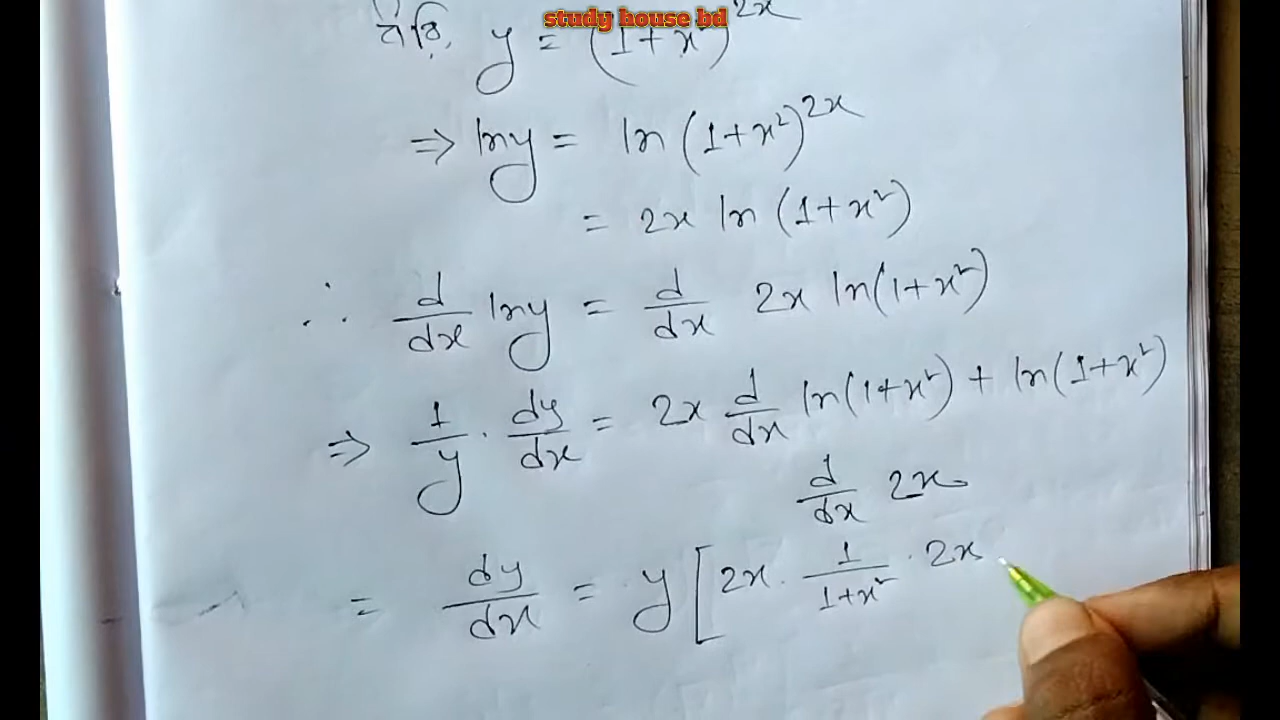 study house bd
ধরি, y = (1+x²)^2x
⇒ lny = ln(1+x²)^2x
= 2x ln(1+x²)
∴ d/dx lny = d/dx 2x ln(1+x²)
⇒ 1/y · dy/dx = 2x d/dx ln(1+x²) + ln(1+x²)
d/dx 2x
= dy/dx = y[2x · 1/1+x² · 2x